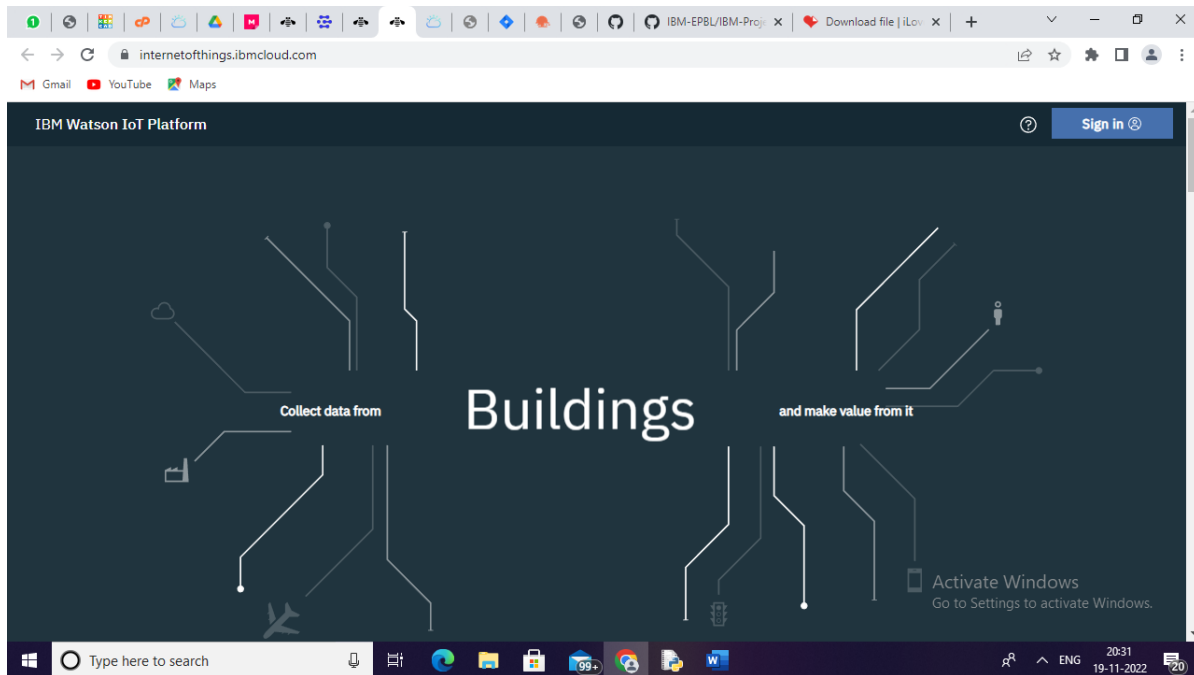 IBM-EPBL/IBM-Proje
Download file | iLov
internetofthings.ibmcloud.com
Gmail
YouTube
Maps
IBM Watson IoT Platform
Sign in
Collect data from
Buildings
and make value from it
Activate Windows
Go to Settings to activate Windows.
Type here to search
99+
ENG
20:31
19-11-2022
20